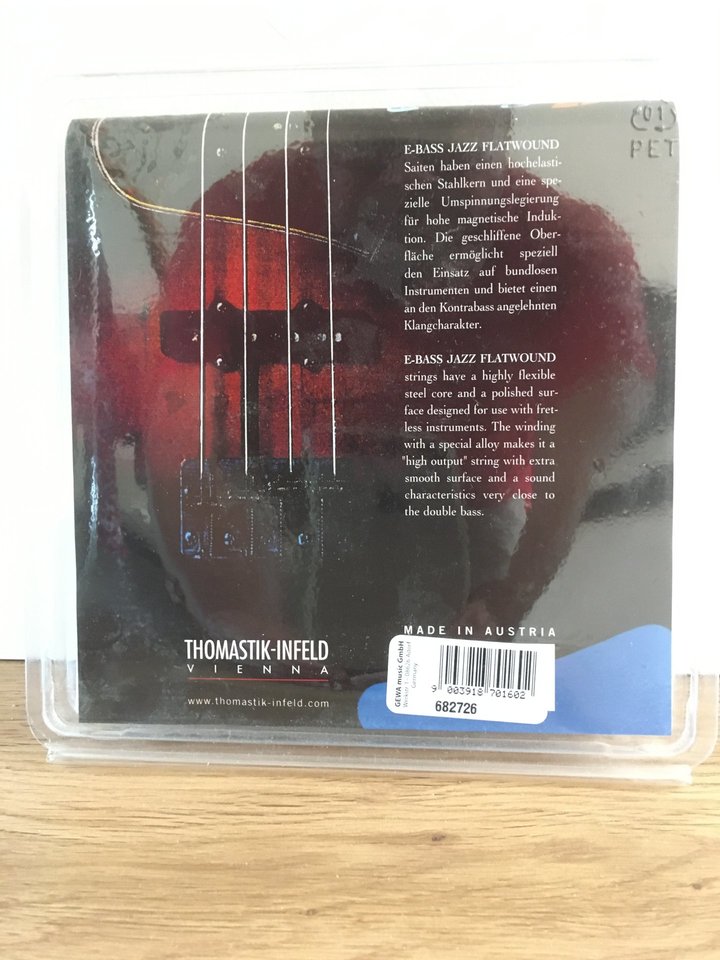 (01)
PET
E-BASS JAZZ FLATWOUND
Saiten haben einen hochelasti-
schen Stahlkern und eine spe-
zielle Umspinnungslegierung
für hohe magnetische Induk-
tion. Die geschliffene Ober-
fläche ermöglicht speziell
den Einsatz auf bundlosen
Instrumenten und bietet einen
an den Kontrabass angelehnten
Klangcharakter.
E-BASS JAZZ FLATWOUND
strings have a highly flexible
steel core and a polished sur-
face designed for use with fret-
less instruments. The winding
with a special alloy makes it a
"high output" string with extra
smooth surface and a sound
characteristics very close to
the double bass.
MADE IN AUSTRIA
THOMASTIK-INFELD
VIENNA
www.thomastik-infeld.com
GEWA music GmbH
Germany
9 003918 701602
682726